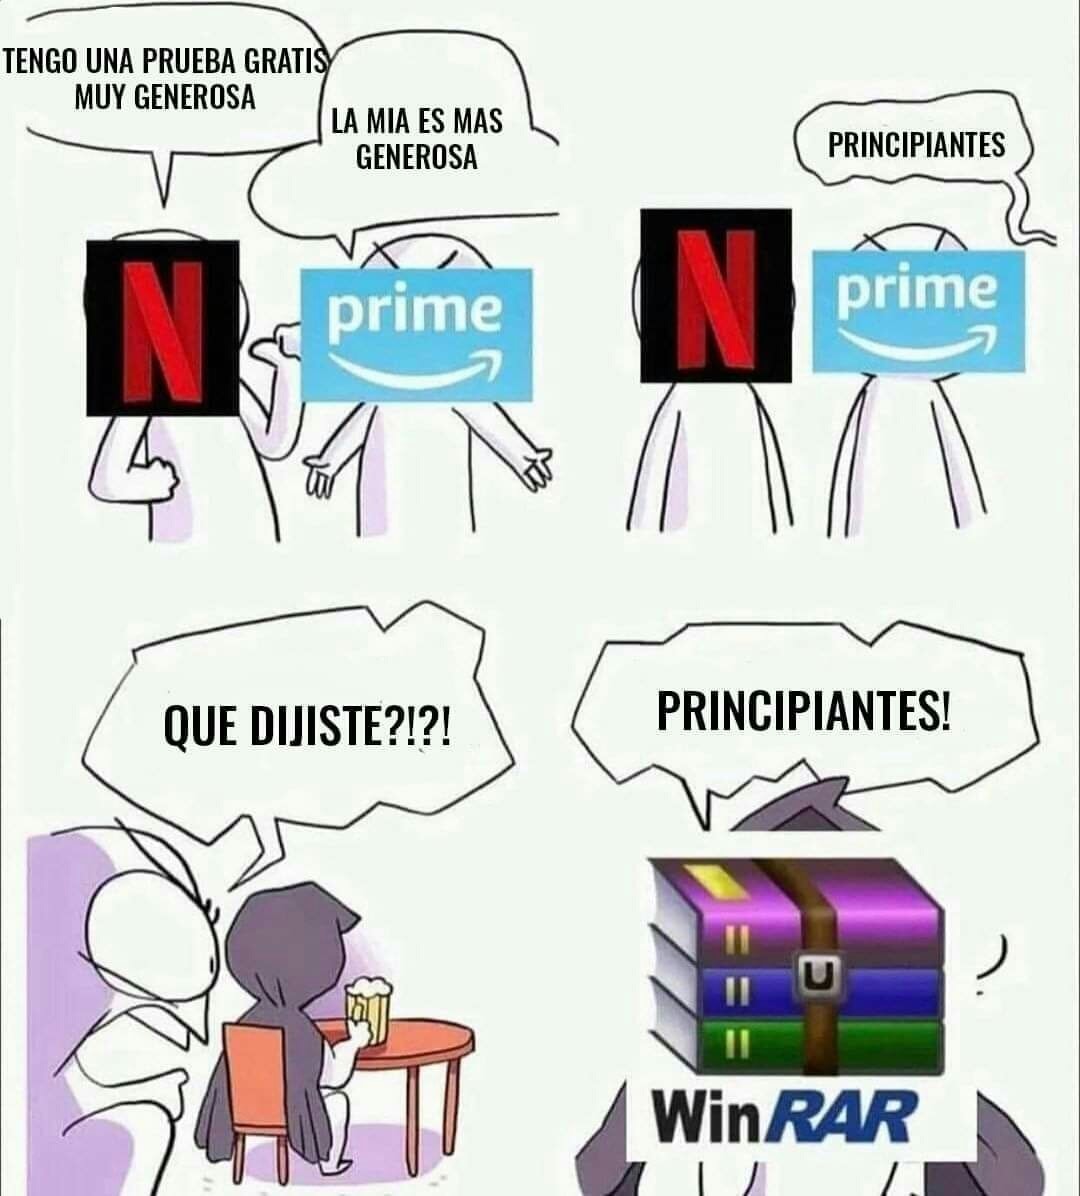 TENGO UNA PRUEBA GRATIS
MUY GENEROSA
LA MIA ES MAS
GENEROSA
PRINCIPIANTES
N
prime
N
prime
QUE DIJISTE?!?!
PRINCIPIANTES!
U
WinRAR